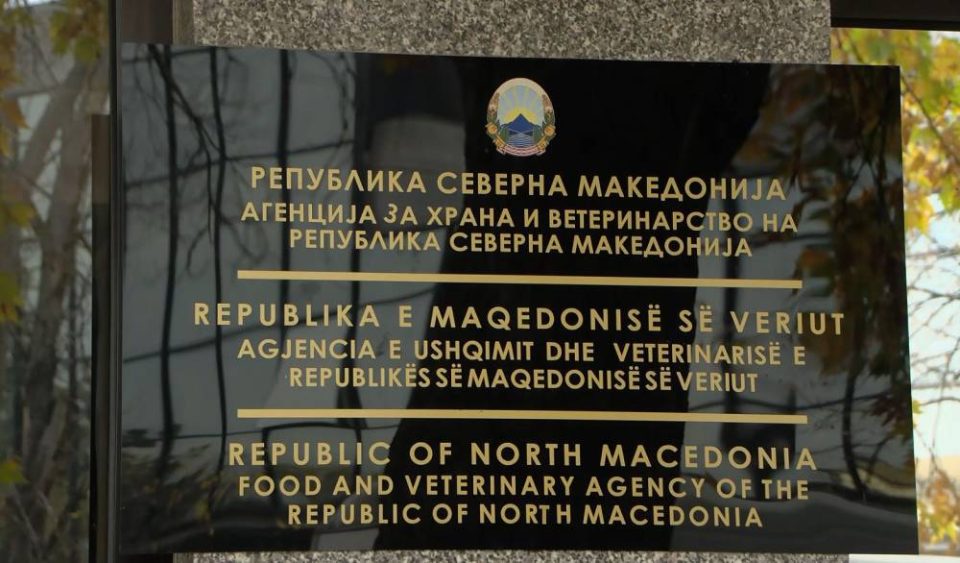 РЕПУБЛИКА СЕВЕРНА МАКЕДОНИЈА
АГЕНЦИЈА ЗА ХРАНА И ВЕТЕРИНАРСТВО НА
РЕПУБЛИКА СЕВЕРНА МАКЕДОНИЈА
REPUBLIKA E MAQEDONISË SË VERIUT
AGJENCIA E USHQIMIT DHE VETERINARISË E
REPUBLIKËS SË MAQEDONISË SË VERIUT
REPUBLIC OF NORTH MACEDONIA
FOOD AND VETERINARY AGENCY OF THE
REPUBLIC OF NORTH MACEDONIA